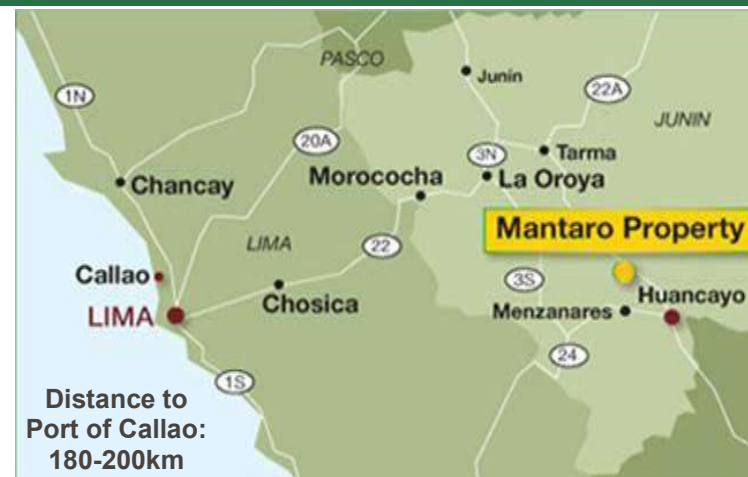 PASCO
Junin
1N
22A
JUNIN
20A
3N
Tarma
Chancay
Morococha
La Oroya
Mantaro Property
LIMA
22
Callao
3S
Chosica
Huancayo
LIMA
Menzanares
24
1S
Distance to
Port of Callao:
180-200km